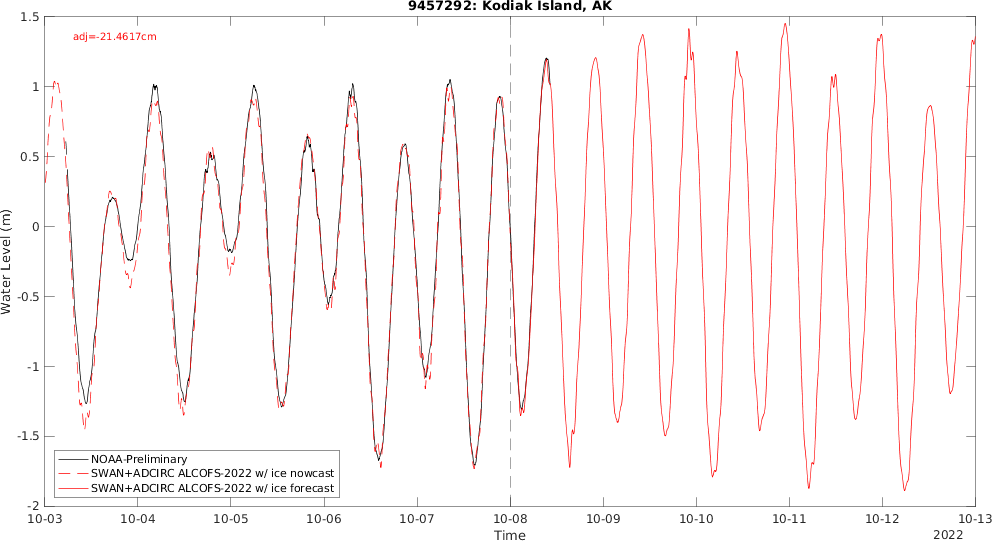 9457292: Kodiak Island, AK
adj=-21.4617cm
1.5
1
0.5
0
-0.5
-1
-1.5
-2
Water Level (m)
NOAA-Preliminary
SWAN+ADCIRC ALCOFS-2022 w/ ice nowcast
SWAN+ADCIRC ALCOFS-2022 w/ ice forecast
10-03 10-04 10-05 10-06 10-07 10-08 10-09 10-10 10-11 10-12 10-13
Time
2022